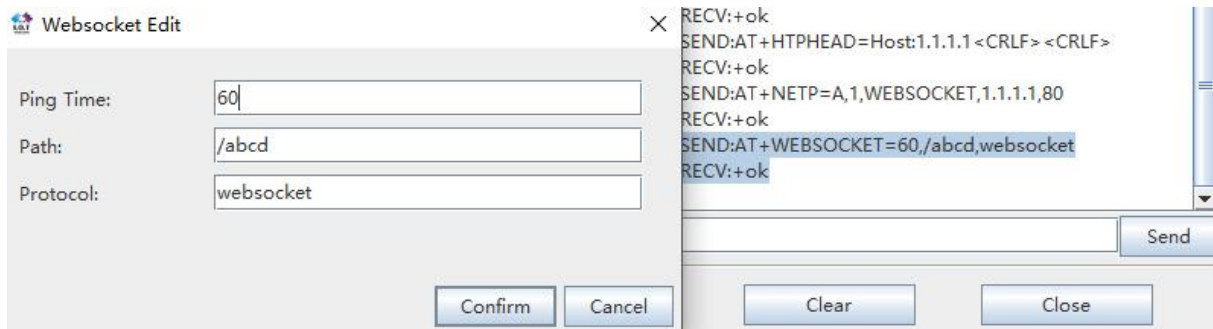 Websocket Edit
Ping Time:
60
Path:
/abcd
Protocol:
websocket
Confirm
Cancel
RECV:+ok
SEND:AT+HTPHEAD=Host:1.1.1.1<CRLF><CRLF>
RECV:+ok
SEND:AT+NETP=A,1,WEBSOCKET,1.1.1.1,80
RECV:+ok
SEND:AT+WEBSOCKET=60,/abcd,websocket
RECV:+ok
Send
Clear
Close